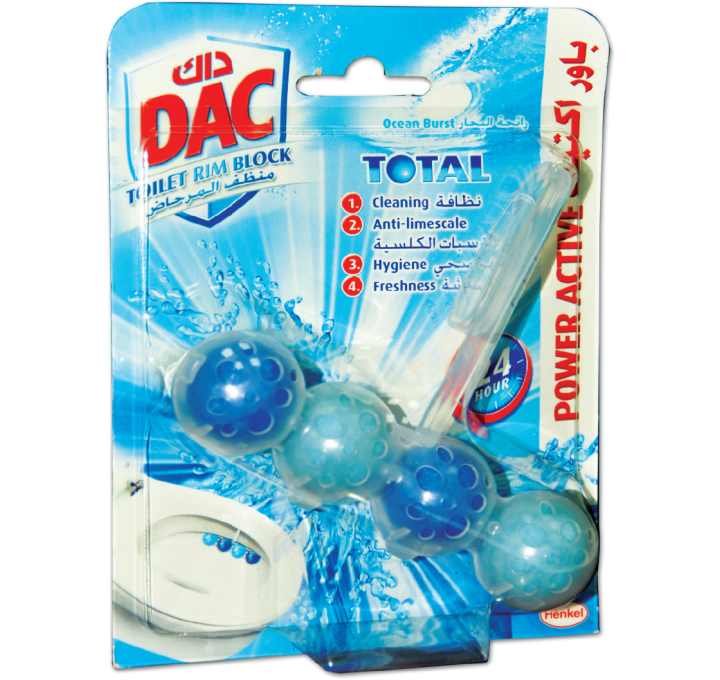 داك
DAC
TOILET RIM BLOCK
منظف المرحاض
Ocean Burst رائحة البحار
TOTAL
1. Cleaning نظافة
2. Anti-limescale
3. Hygiene
4. Freshness
24
HOUR
POWER ACTIVE باور
Henkel